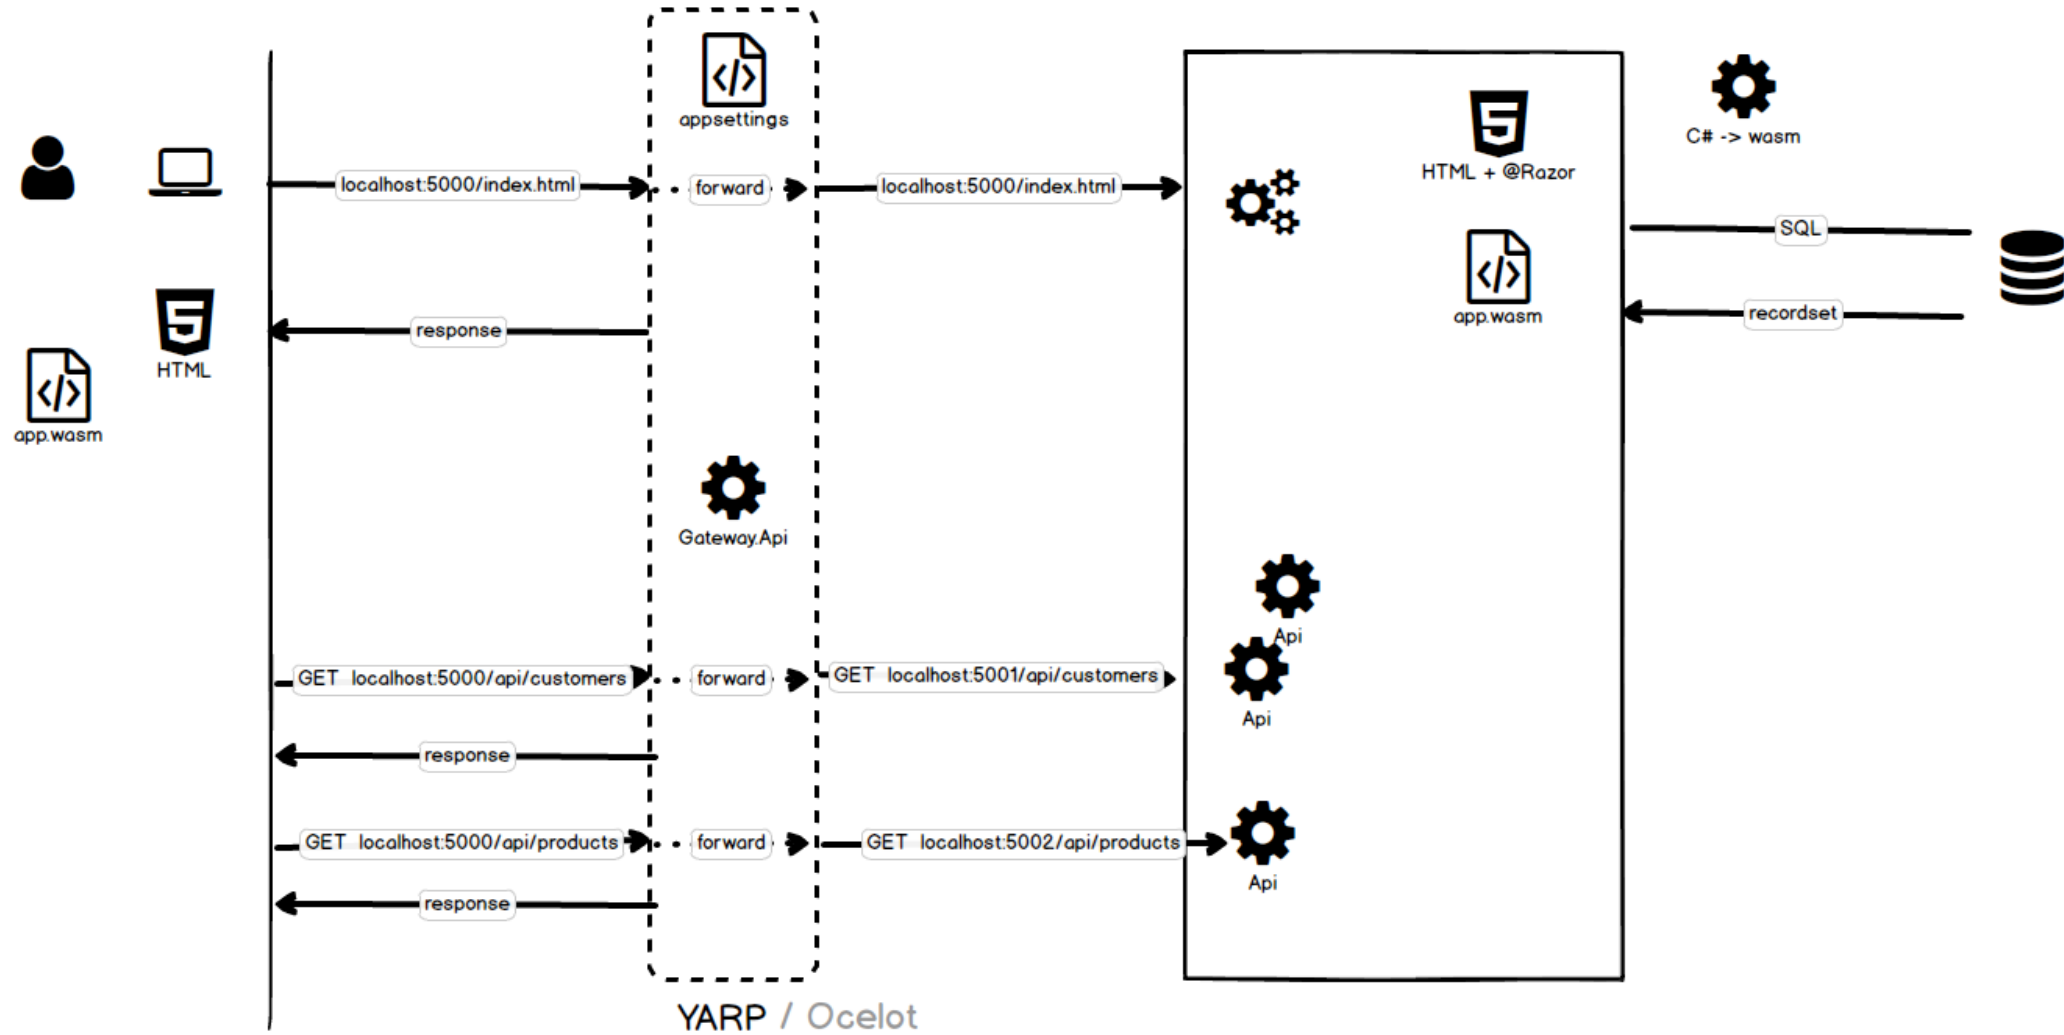 appsettings
C# -> wasm
HTML + @Razor
localhost:5000/index.html
forward
localhost:5000/index.html
SQL
app.wasm
recordset
response
HTML
app.wasm
Gateway.Api
Api
GET localhost:5000/api/customers
forward
GET localhost:5001/api/customers
Api
response
GET localhost:5000/api/products
forward
GET localhost:5002/api/products
Api
response
YARP / Ocelot